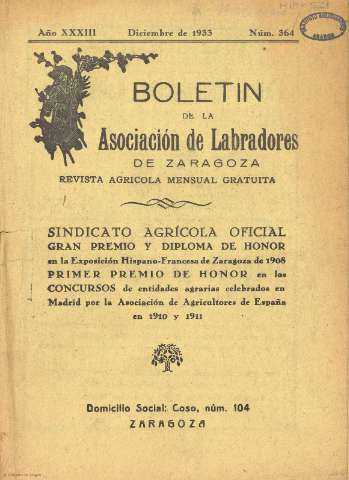 Año XXXIII Diciembre de 1933 Núm. 364
BOLETIN
DE LA
Asociación de Labradores
DE ZARAGOZA
REVISTA AGRICOLA MENSUAL GRATUITA
SINDICATO AGRÍCOLA OFICIAL
GRAN PREMIO Y DIPLOMA DE HONOR
en la Exposición Hispano-Francesa de Zaragoza de 1908
PRIMER PREMIO DE HONOR en los
CONCURSOS de entidades agrarias celebrados en
Madrid por la Asociación de Agricultores de España
en 1910 y 1911
Domicilio Social: Coso, núm. 104
ZARAGOZA